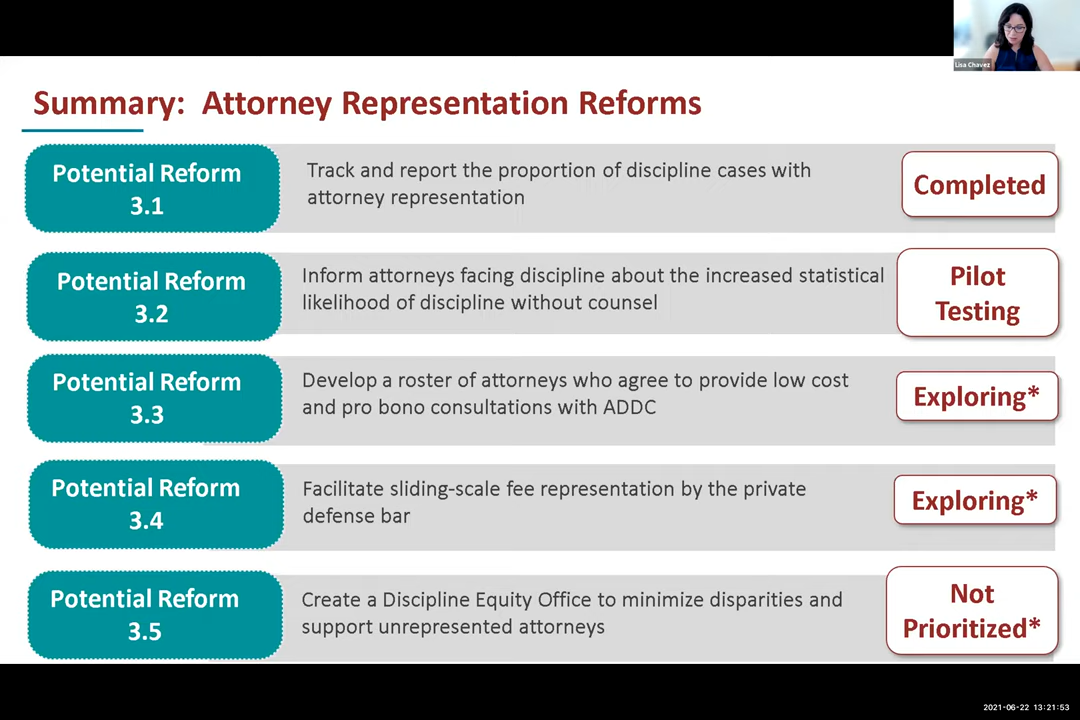 Lisa Chavez
Summary: Attorney Representation Reforms
Potential Reform
3.1
Track and report the proportion of discipline cases with
attorney representation
Completed
Potential Reform
3.2
Inform attorneys facing discipline about the increased statistical
likelihood of discipline without counsel
Pilot
Testing
Potential Reform
3.3
Develop a roster of attorneys who agree to provide low cost
and pro bono consultations with ADDC
Exploring*
Potential Reform
3.4
Facilitate sliding-scale fee representation by the private
defense bar
Exploring*
Potential Reform
3.5
Create a Discipline Equity Office to minimize disparities and
support unrepresented attorneys
Not
Prioritized*
2021-06-22 13:21:53